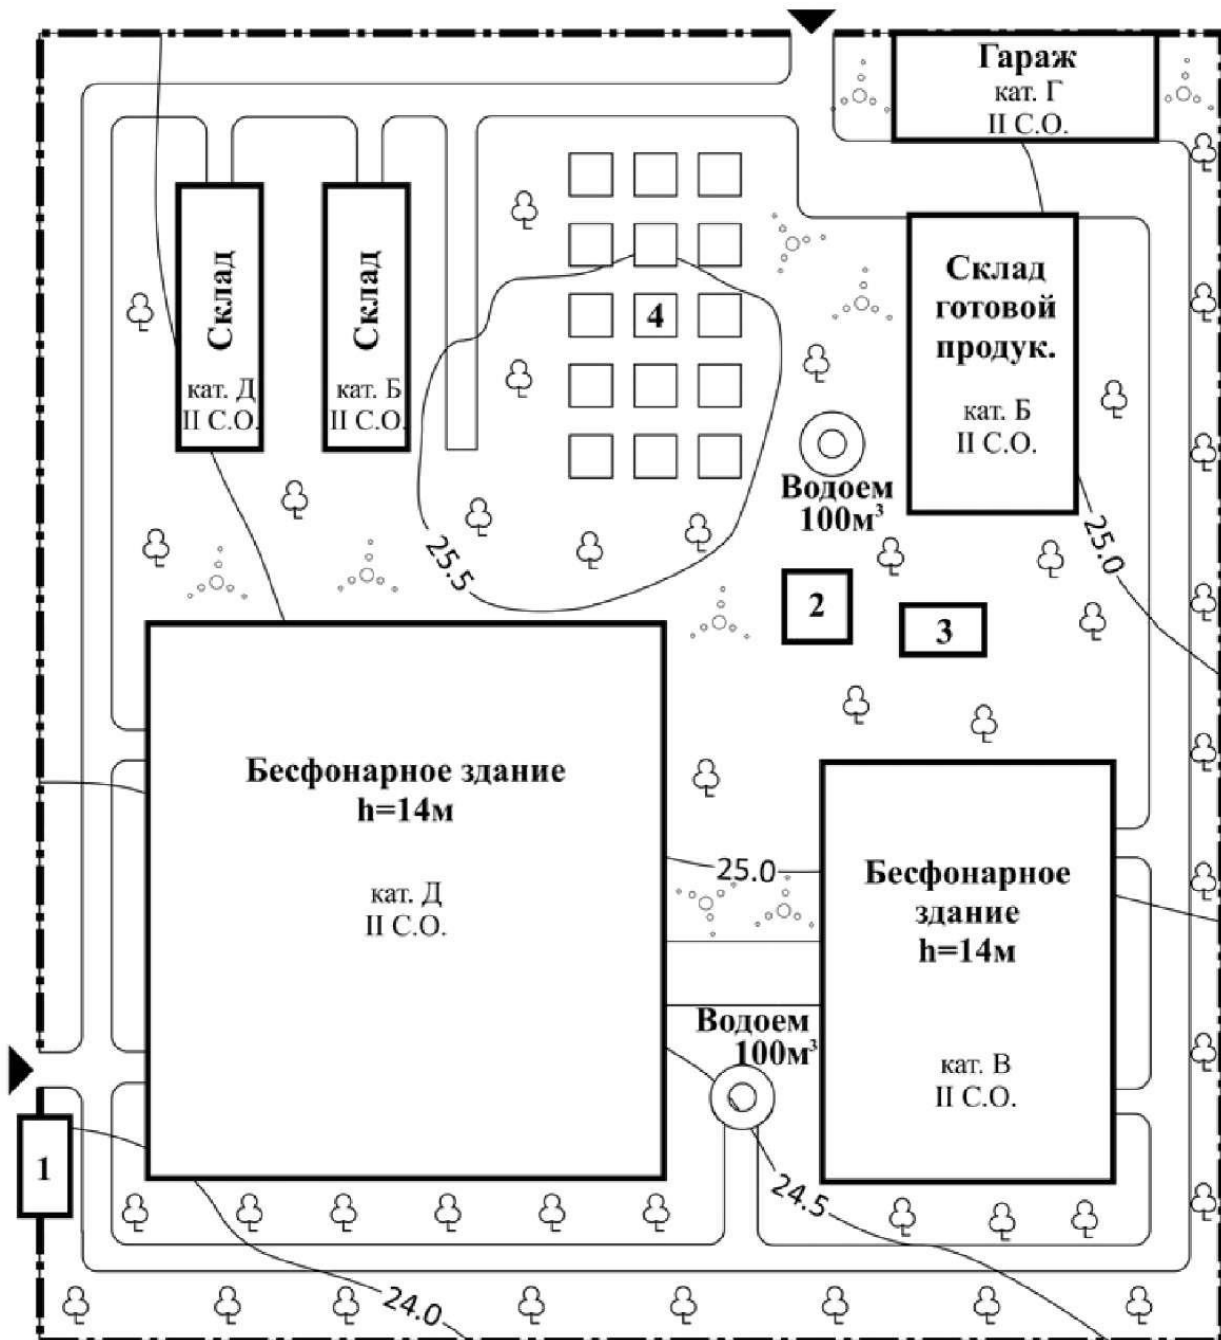 Гараж
кат. Г
II С.О.
Склад
кат. Д
II С.О.
Склад
кат. Б
II С.О.
4
Склад
готовой
продук.
кат. Б
II С.О.
Водоем
100м³
25.5
25.0
2
3
Бесфонарное здание
h=14м
кат. Д
II С.О.
25.0
Бесфонарное
здание
h=14м
кат. В
II С.О.
Водоем
100м³
1
24.5
24.0